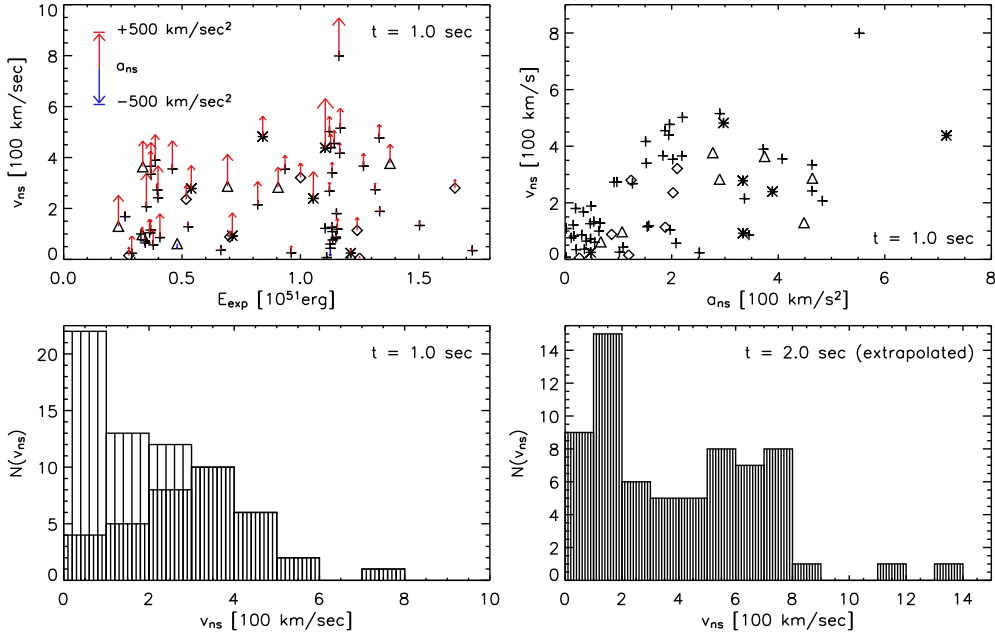 10
8
6
4
2
0
v_ns [100 km/sec]
+500 km/sec²
a_ns
−500 km/sec²
t = 1.0 sec
0.0 0.5 1.0 1.5
E_exp [10⁵¹erg]
8
6
4
2
0
v_ns [100 km/s]
t = 1.0 sec
0 2 4 6 8
a_ns [100 km/s²]
20
15
10
5
0
N(v_ns)
t = 1.0 sec
0 2 4 6 8 10
v_ns [100 km/sec]
14
12
10
8
6
4
2
0
N(v_ns)
t = 2.0 sec (extrapolated)
0 2 4 6 8 10 12 14
v_ns [100 km/sec]